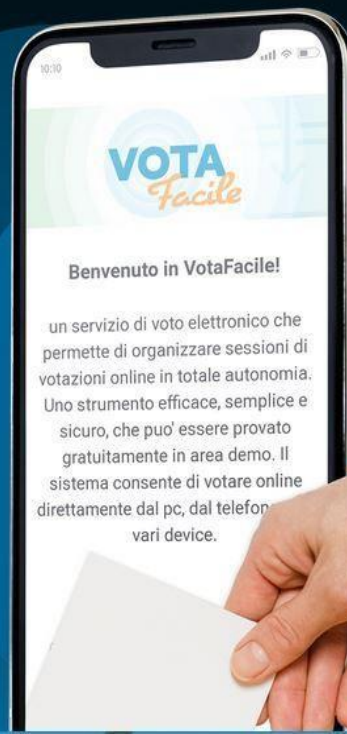 10:10
VOTA
Facile
Benvenuto in VotaFacile!
un servizio di voto elettronico che
permette di organizzare sessioni di
votazioni online in totale autonomia.
Uno strumento efficace, semplice e
sicuro, che puo' essere provato
gratuitamente in area demo. Il
sistema consente di votare online
direttamente dal pc, dal
vari device.